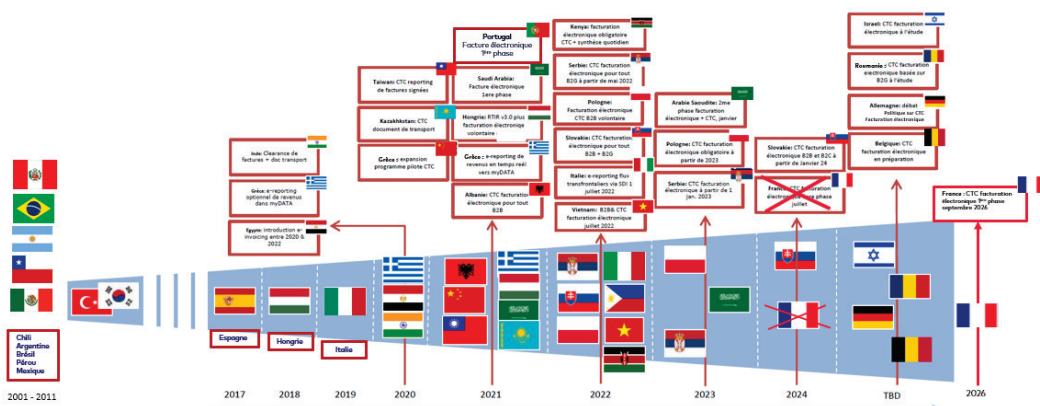 Portugal
Facture électronique
1ère phase
Kenya: facturation
électronique obligatoire
CTC + synthèse quotidien
Israel: CTC facturation
électronique à l'étude
Taiwan: CTC reporting
de factures signées
Saudi Arabia:
Facture électronique
1ere phase
Serbie: CTC facturation
électronique pour tout
B2G à partir de mai 2022
Roumanie : CTC facturation
électronique basée sur
B2G à l'étude
Kazakhstan: CTC
document de transport
Hongrie: RTIR v3.0 plus
facturation électronique
volontaire
Pologne:
Facturation électronique
CTC B2B volontaire
Arabie Saoudite: 2me
phase facturation
électronique + CTC, janvier
Allemagne: débat
Politique sur CTC
Facturation électronique
Inde: Clearance de
factures + doc transport
Grèce : expansion
programme pilote CTC
Grèce : e-reporting de
revenus en temps réel
vers myDATA
Slovakie: CTC facturation
électronique pour tout
B2B + B2G
Pologne: CTC facturation
électronique obligatoire à
partir de 2023
Slovakie: CTC facturation
électronique B2B et B2C à
partir de Janvier 24
Belgique: CTC
facturation électronique
en préparation
Grèce: e-reporting
optionnel de revenus
dans myDATA
Albanie: CTC facturation
électronique pour tout
B2B
Italie: e-reporting flux
transfrontaliers via SDI 1
juillet 2022
Serbie: CTC facturation
électronique à partir de 1
jan. 2023
France: CTC facturation
électronique 1ère phase
juillet
France : CTC facturation
électronique 1ère phase
septembre 2026
Egypte: Introduction e-
invoicing entre 2020 &
2022
Vietnam: B2B& CTC
facturation électronique
juillet 2022
Chili
Argentine
Brésil
Pérou
Mexique
Espagne
Hongrie
Italie
2001 - 2011
2017
2018
2019
2020
2021
2022
2023
2024
TBD
2026